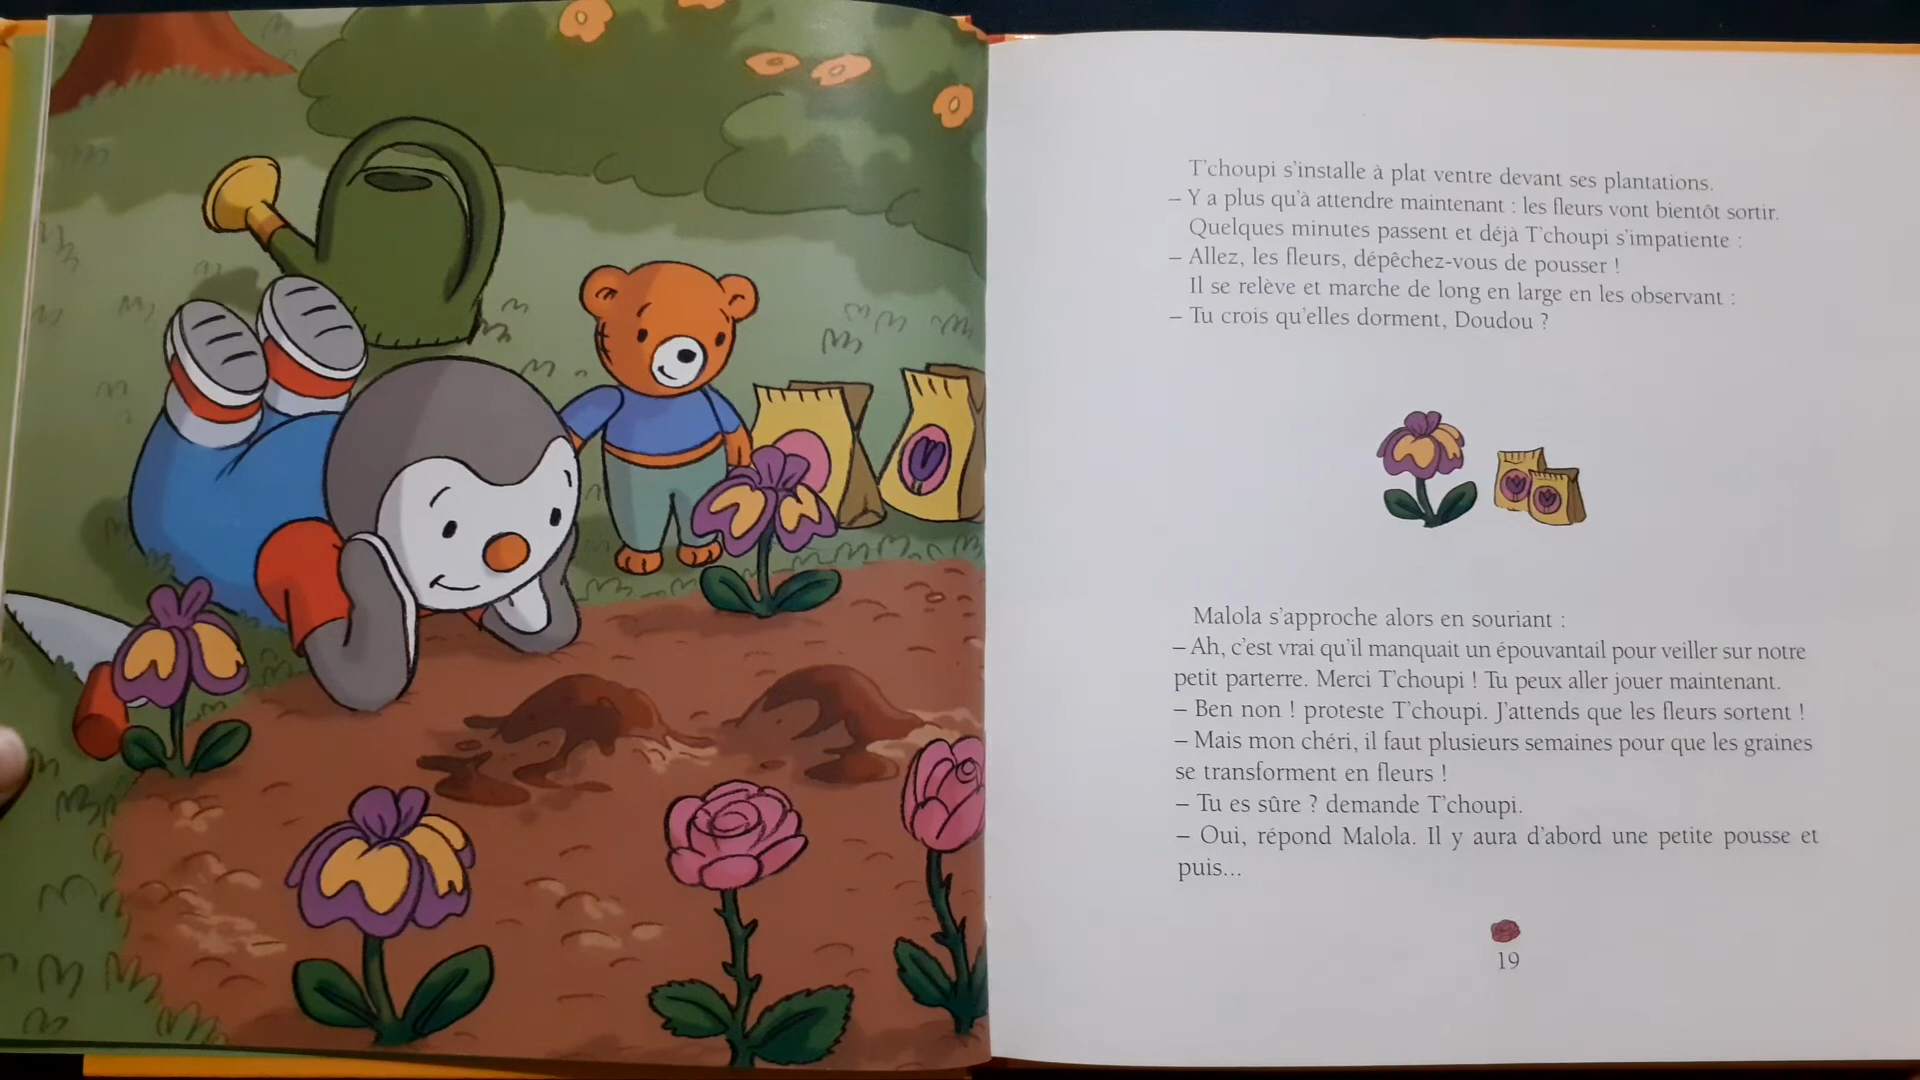 T'choupi s'installe à plat ventre devant ses plantations.
– Y a plus qu'à attendre maintenant : les fleurs vont bientôt sortir.
Quelques minutes passent et déjà T'choupi s'impatiente :
– Allez, les fleurs, dépêchez-vous de pousser !
Il se relève et marche de long en large en les observant :
– Tu crois qu'elles dorment, Doudou ?
Malola s'approche alors en souriant :
– Ah, c'est vrai qu'il manquait un épouvantail pour veiller sur notre
petit parterre. Merci T'choupi ! Tu peux aller jouer maintenant.
– Ben non ! proteste T'choupi. J'attends que les fleurs sortent !
– Mais mon chéri, il faut plusieurs semaines pour que les graines
se transforment en fleurs !
– Tu es sûre ? demande T'choupi.
– Oui, répond Malola. Il y aura d'abord une petite pousse et
puis...
19